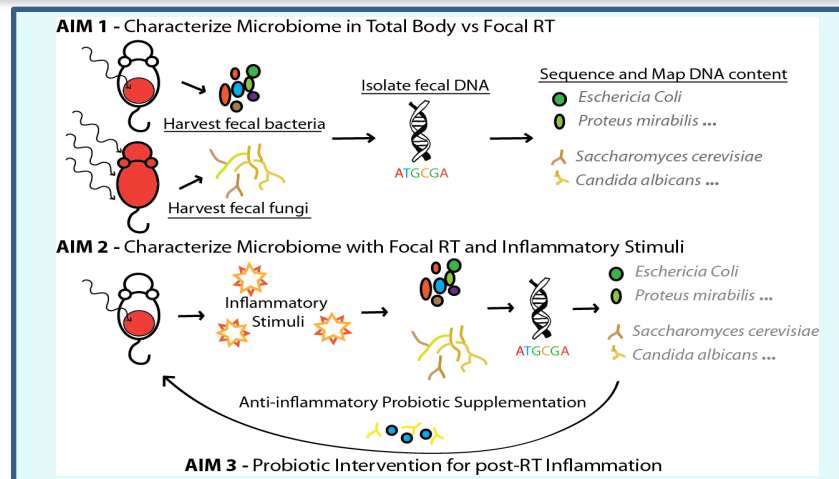 AIM 1 - Characterize Microbiome in Total Body vs Focal RT
Harvest fecal bacteria
Harvest fecal fungi
Isolate fecal DNA
ATGCGA
Sequence and Map DNA content
Eschericia Coli
Proteus mirabilis ...
Saccharomyces cerevisiae
Candida albicans ...
AIM 2 - Characterize Microbiome with Focal RT and Inflammatory Stimuli
Inflammatory
Stimuli
ATGCGA
Eschericia Coli
Proteus mirabilis ...
Saccharomyces cerevisiae
Candida albicans ...
Anti-inflammatory Probiotic Supplementation
AIM 3 - Probiotic Intervention for post-RT Inflammation